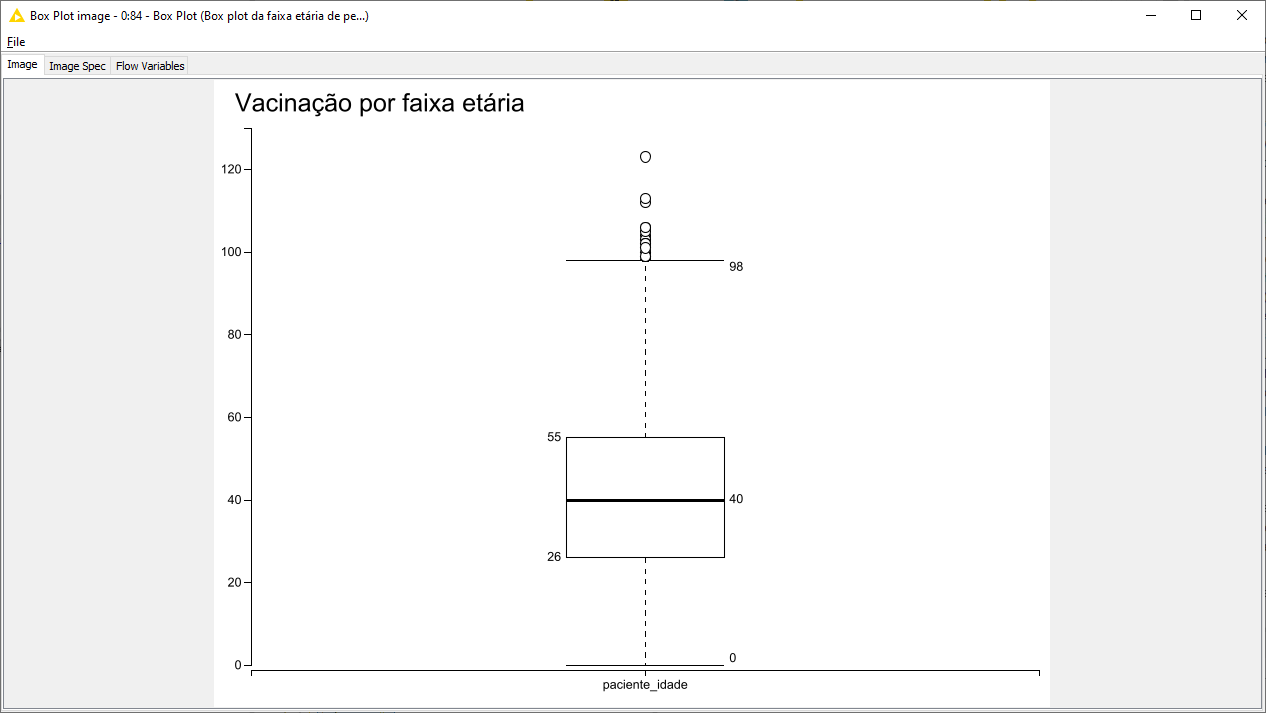 Box Plot image - 0:84 - Box Plot (Box plot da faixa etária de pe...)
File
Image Image Spec Flow Variables
Vacinação por faixa etária
120
100
98
80
60
55
40 40
26
20
0 0
paciente_idade